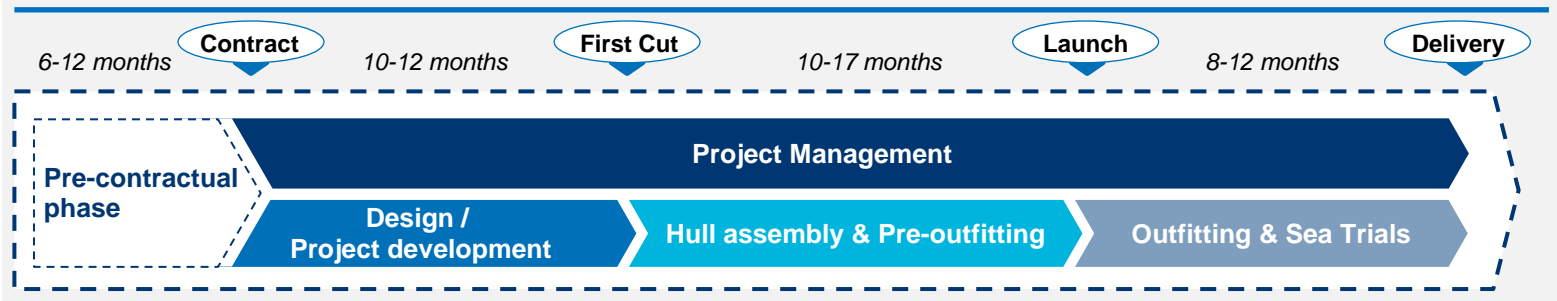 Contract
First Cut
Launch
Delivery
6-12 months
10-12 months
10-17 months
8-12 months
Project Management
Pre-contractual
phase
Design /
Project development
Hull assembly & Pre-outfitting
Outfitting & Sea Trials